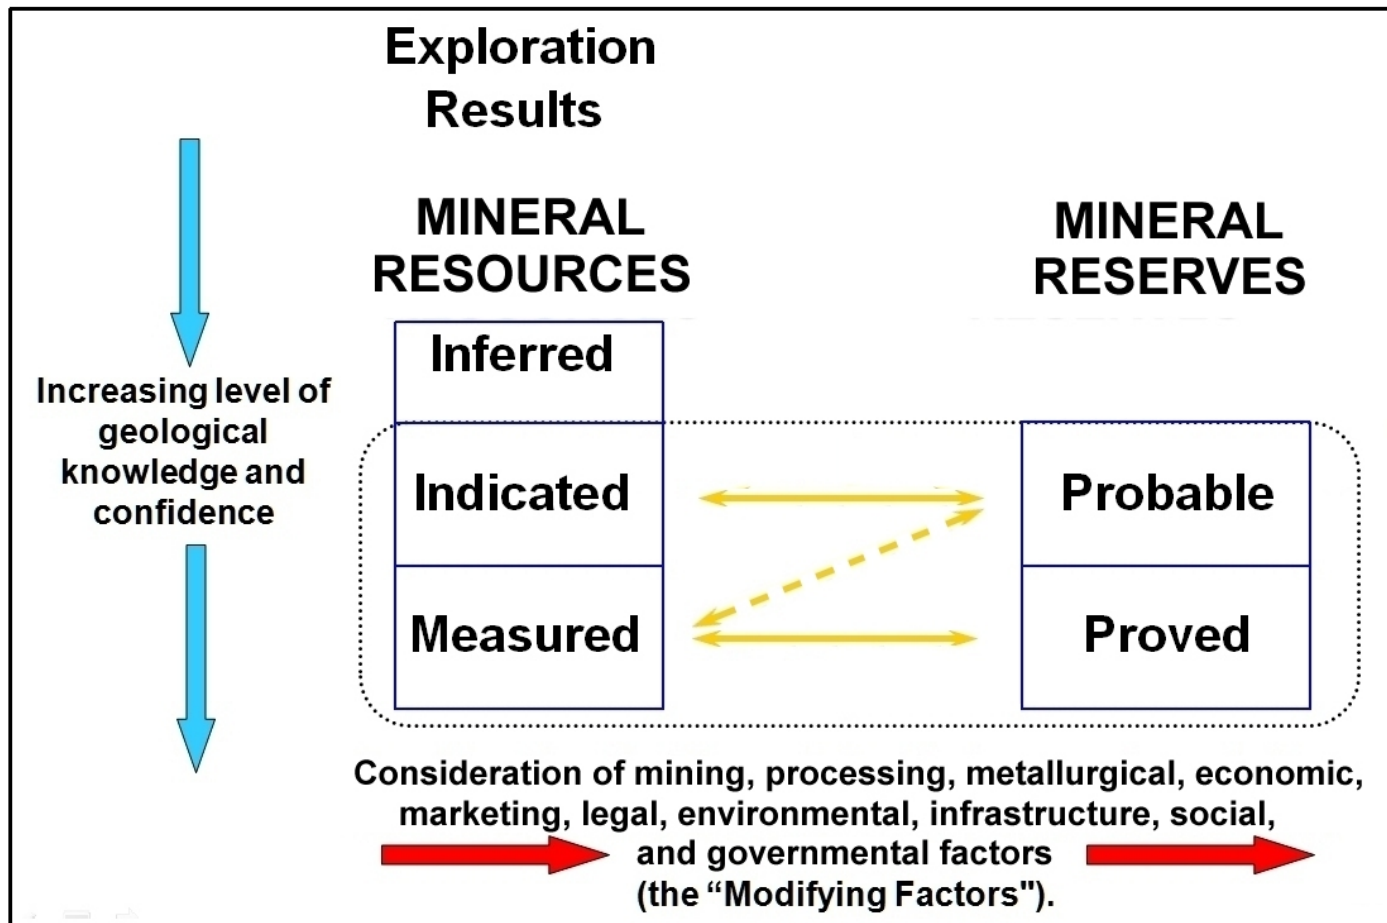 Exploration
Results
MINERAL
RESOURCES
MINERAL
RESERVES
Inferred
Increasing level of
geological
knowledge and
confidence
Indicated
Probable
Measured
Proved
Consideration of mining, processing, metallurgical, economic,
marketing, legal, environmental, infrastructure, social,
and governmental factors
(the “Modifying Factors").